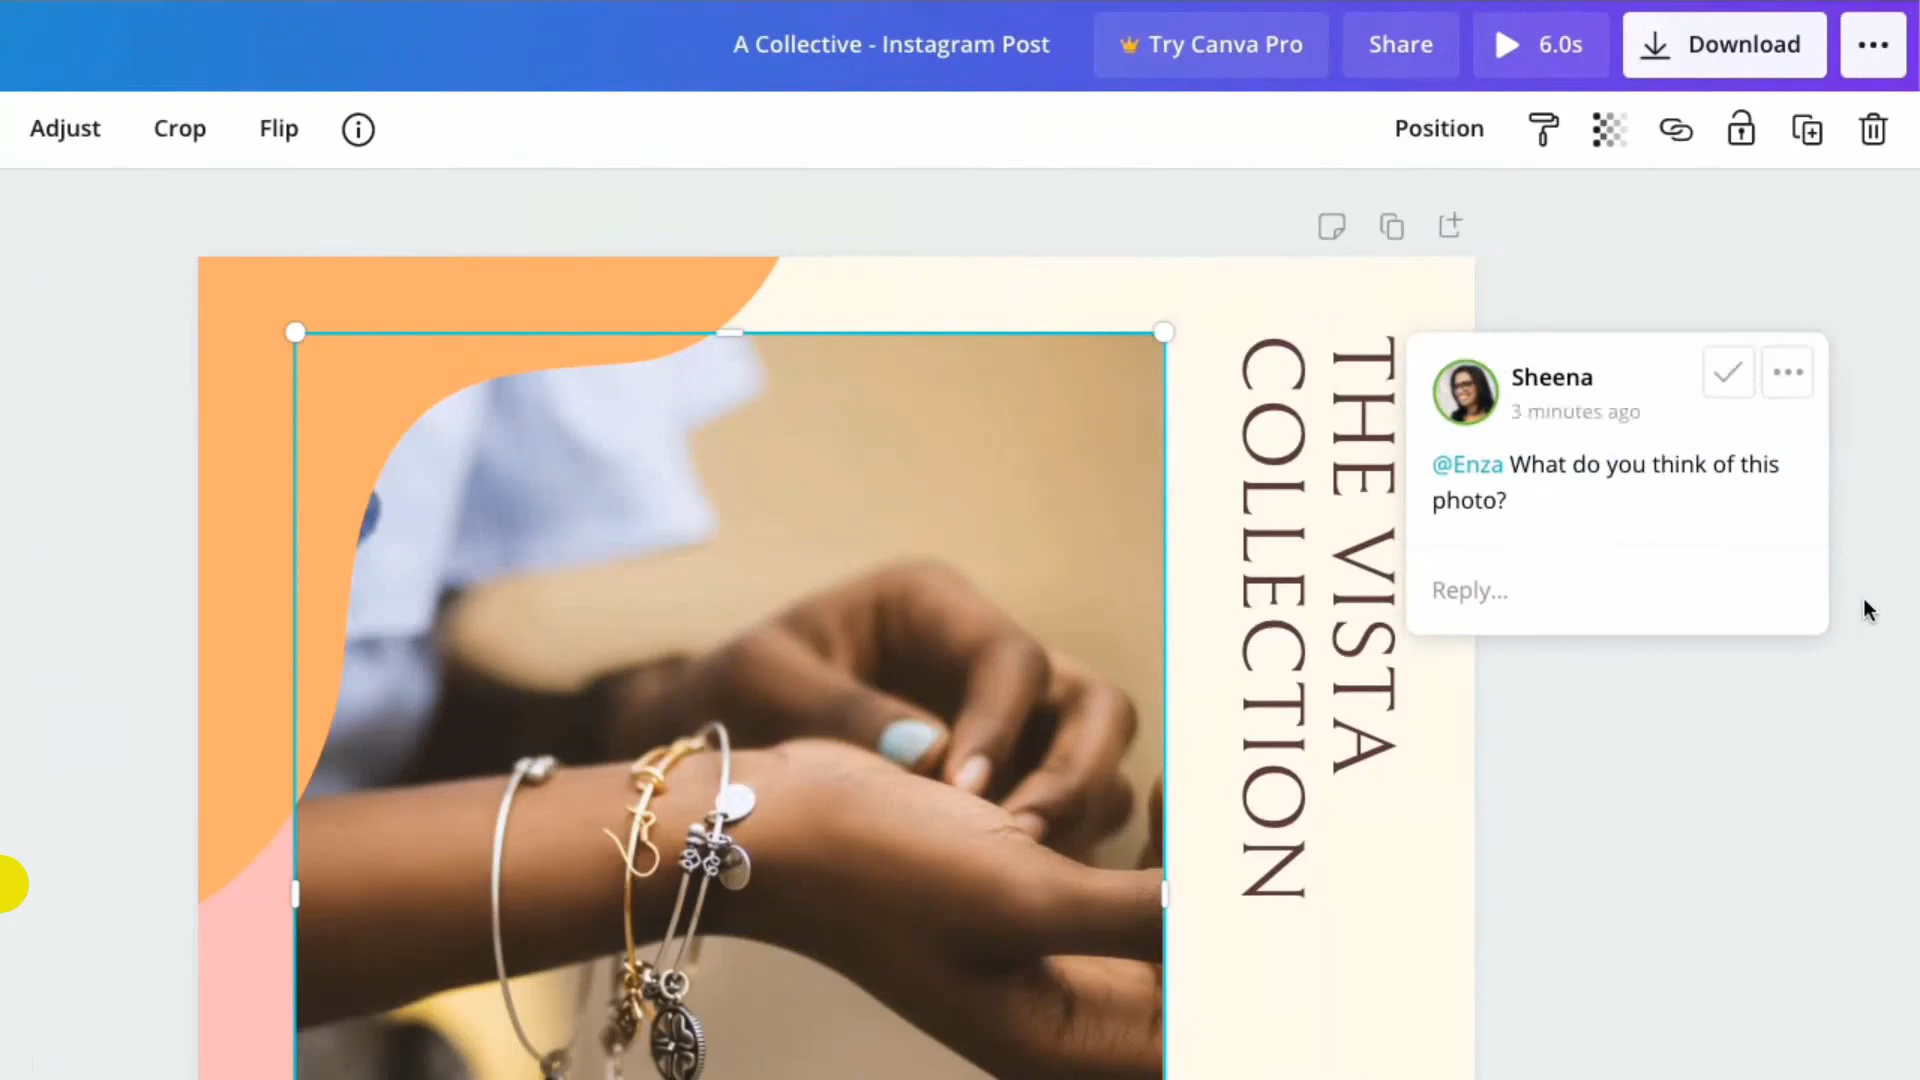 A Collective - Instagram Post
Try Canva Pro
Share
6.0s
Download
Adjust
Crop
Flip
Position
THE VISTA
COLLECTION
Sheena
3 minutes ago
@Enza What do you think of this
photo?
Reply...